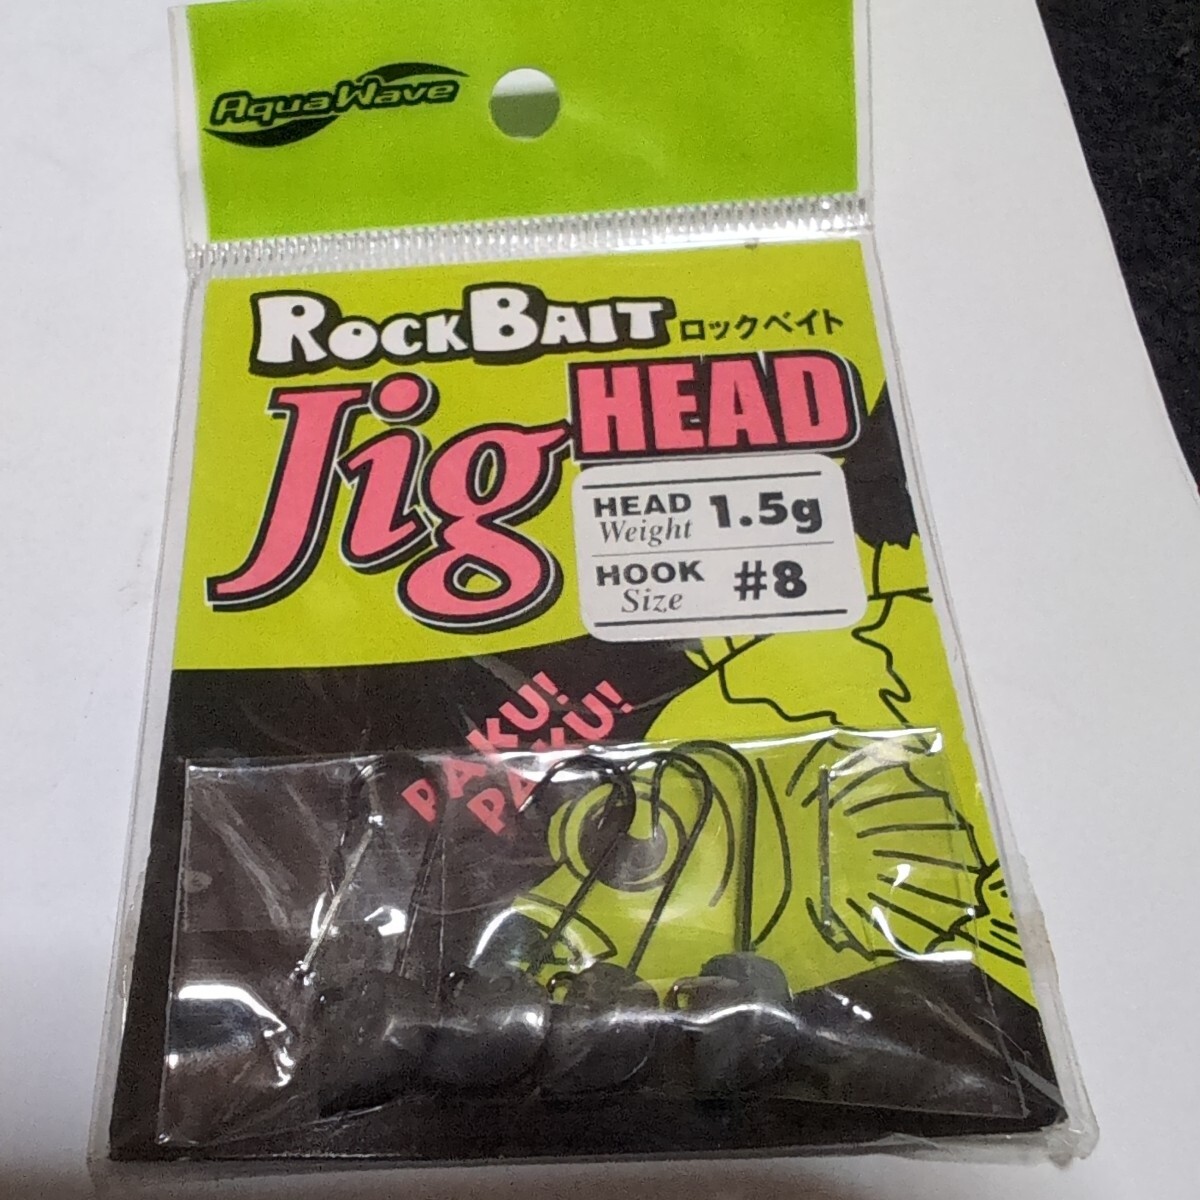 AquaWave
ROCKBAIT ロックベイト
Jig HEAD
HEAD Weight 1.5g
HOOK Size #8
PAKU!
PAKU!